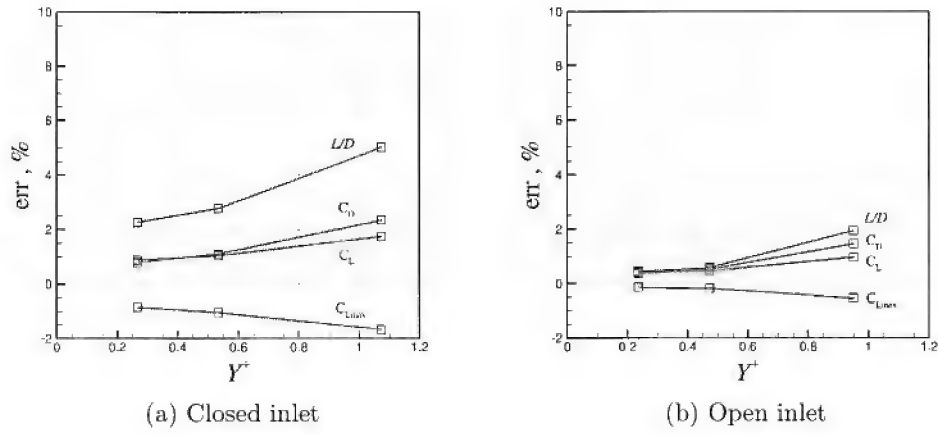 10
8
6
4
2
0
-2
err , %
L/D
C_D
C_L
C_Lmax
0
0.2
0.4
0.6
0.8
1
1.2
Y⁺
(a) Closed inlet
10
8
6
4
2
0
-2
err , %
L/D
C_D
C_L
C_Lmax
0
0.2
0.4
0.6
0.8
1
1.2
Y⁺
(b) Open inlet